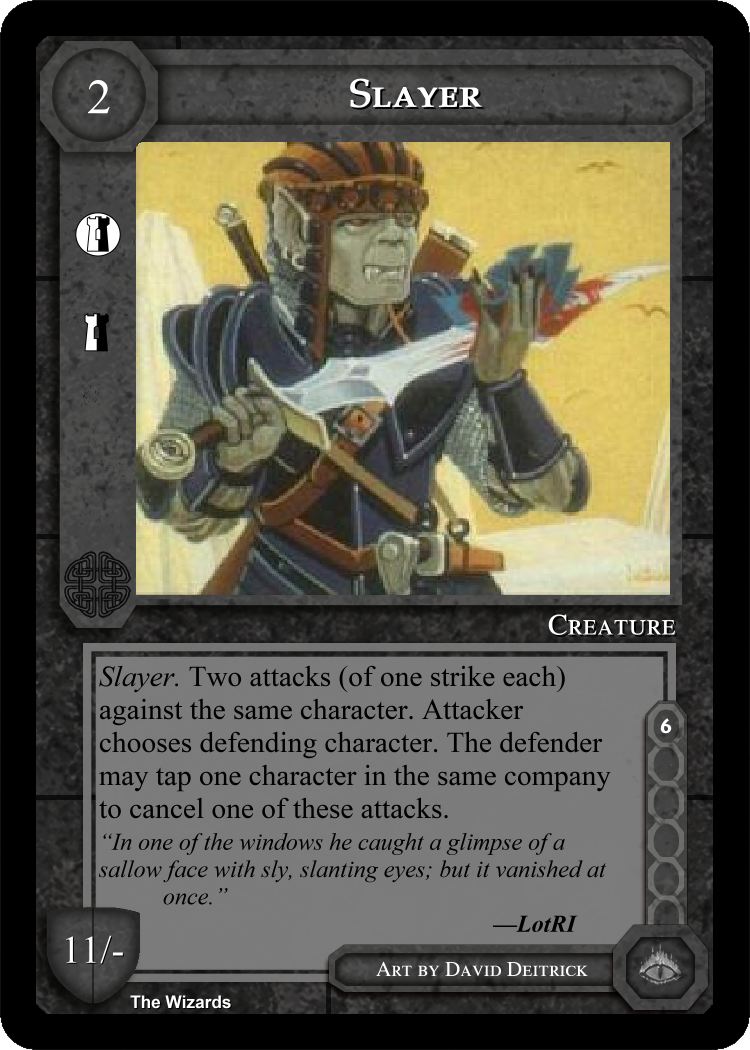 2
SLAYER
CREATURE
Slayer. Two attacks (of one strike each)
against the same character. Attacker
chooses defending character. The defender
may tap one character in the same company
to cancel one of these attacks.
6
“In one of the windows he caught a glimpse of a
sallow face with sly, slanting eyes; but it vanished at
once.”
—LotRI
11/-
ART BY DAVID DEITRICK
The Wizards